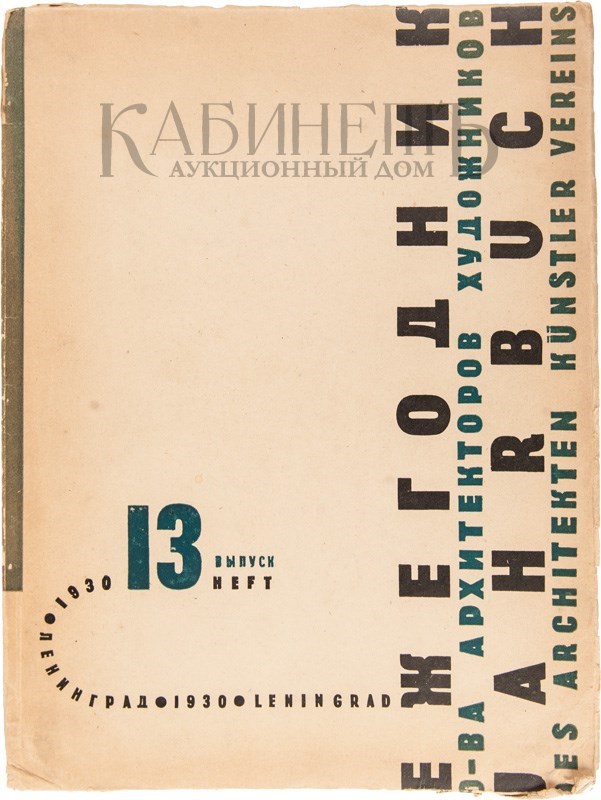 КАБИНЕТЪ
АУКЦИОННЫЙ ДОМ
ЕЖЕГОДНИК
О-ВА АРХИТЕКТОРОВ ХУДОЖНИКОВ
JAHRBUCH
DES ARCHITEKTEN KÜNSTLER VEREINS
13
ВЫПУСК
HEFT
1930 • ЛЕНИНГРАД • 1930 • LENINGRAD